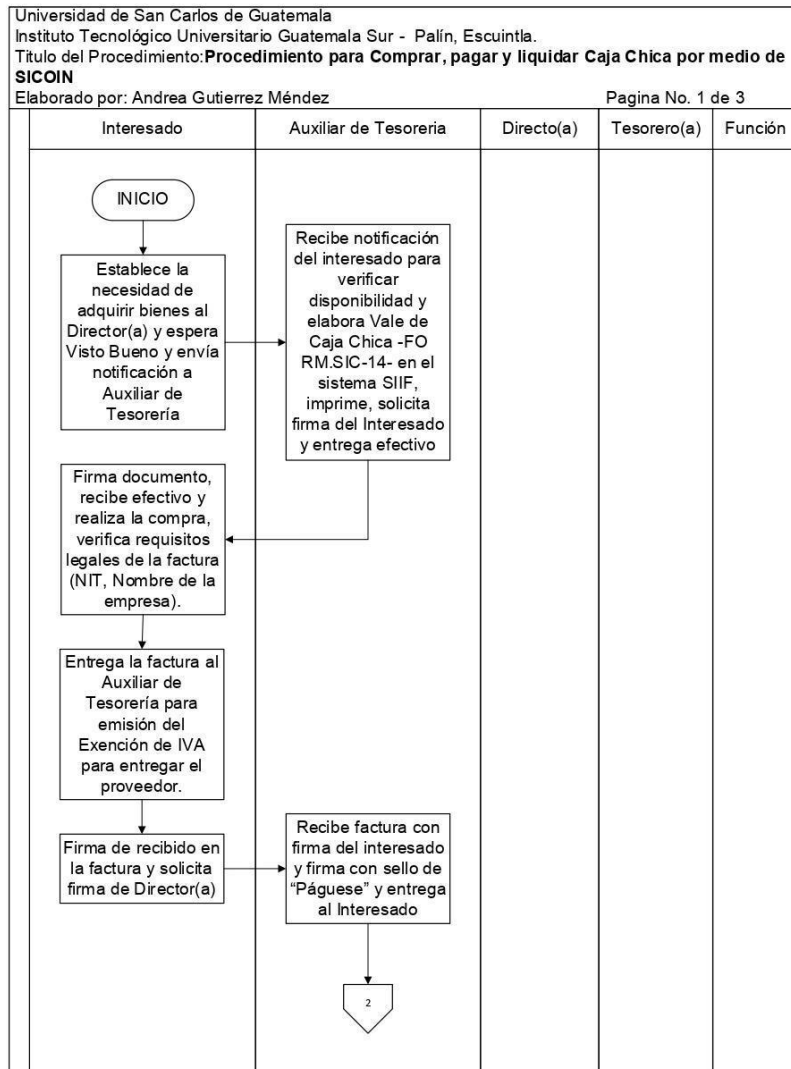 Universidad de San Carlos de Guatemala
Instituto Tecnológico Universitario Guatemala Sur - Palín, Escuintla.
Titulo del Procedimiento:Procedimiento para Comprar, pagar y liquidar Caja Chica por medio de
SICOIN
Elaborado por: Andrea Gutierrez Méndez Pagina No. 1 de 3
Interesado Auxiliar de Tesoreria Directo(a) Tesorero(a) Función
INICIO
Establece la
necesidad de
adquirir bienes al
Director(a) y espera
Visto Bueno y envía
notificación a
Auxiliar de
Tesorería
Recibe notificación
del interesado para
verificar
disponibilidad y
elabora Vale de
Caja Chica -FO
RM.SIC-14- en el
sistema SIIF,
imprime, solicita
firma del Interesado
y entrega efectivo
Firma documento,
recibe efectivo y
realiza la compra,
verifica requisitos
legales de la factura
(NIT, Nombre de la
empresa).
Entrega la factura al
Auxiliar de
Tesorería para
emisión del
Exención de IVA
para entregar el
proveedor.
Firma de recibido en
la factura y solicita
firma de Director(a)
Recibe factura con
firma del interesado
y firma con sello de
“Páguese” y entrega
al Interesado
2